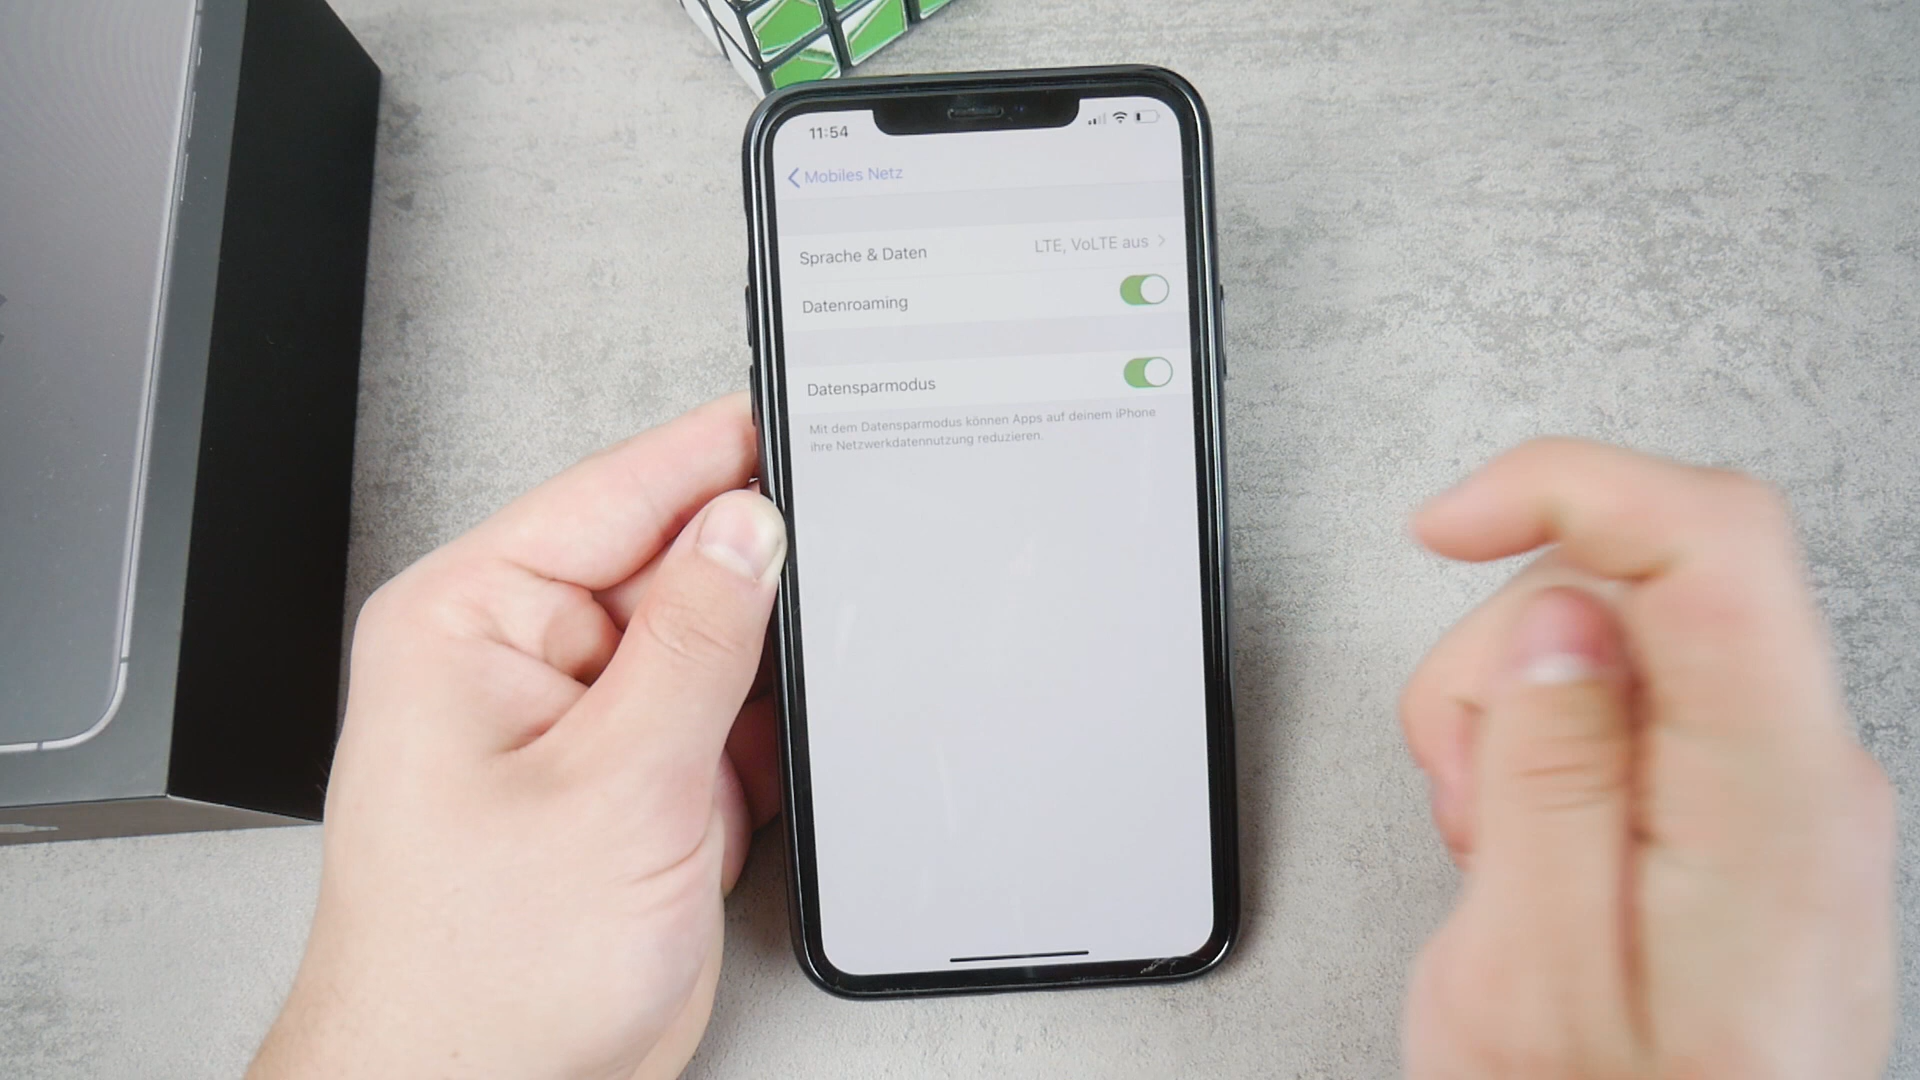 11:54
Mobiles Netz
Sprache & Daten LTE, VoLTE aus
Datenroaming
Datensparmodus
Mit dem Datensparmodus können Apps auf deinem iPhone
ihre Netzwerkdatennutzung reduzieren.